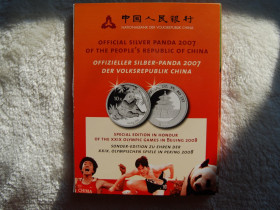 中国人民银行
OFFICIAL SILVER PANDA 2007
OF THE PEOPLE'S REPUBLIC OF CHINA
OFFIZIELLER SILBER-PANDA 2007
DER VOLKSREPUBLIK CHINA
SPECIAL EDITION IN HONOUR
OF THE XXIX OLYMPIC GAMES IN BEIJING 2008
SONDER-EDITION ZU EHREN DER
XXIX. OLYMPISCHEN SPIELE IN PEKING 2008